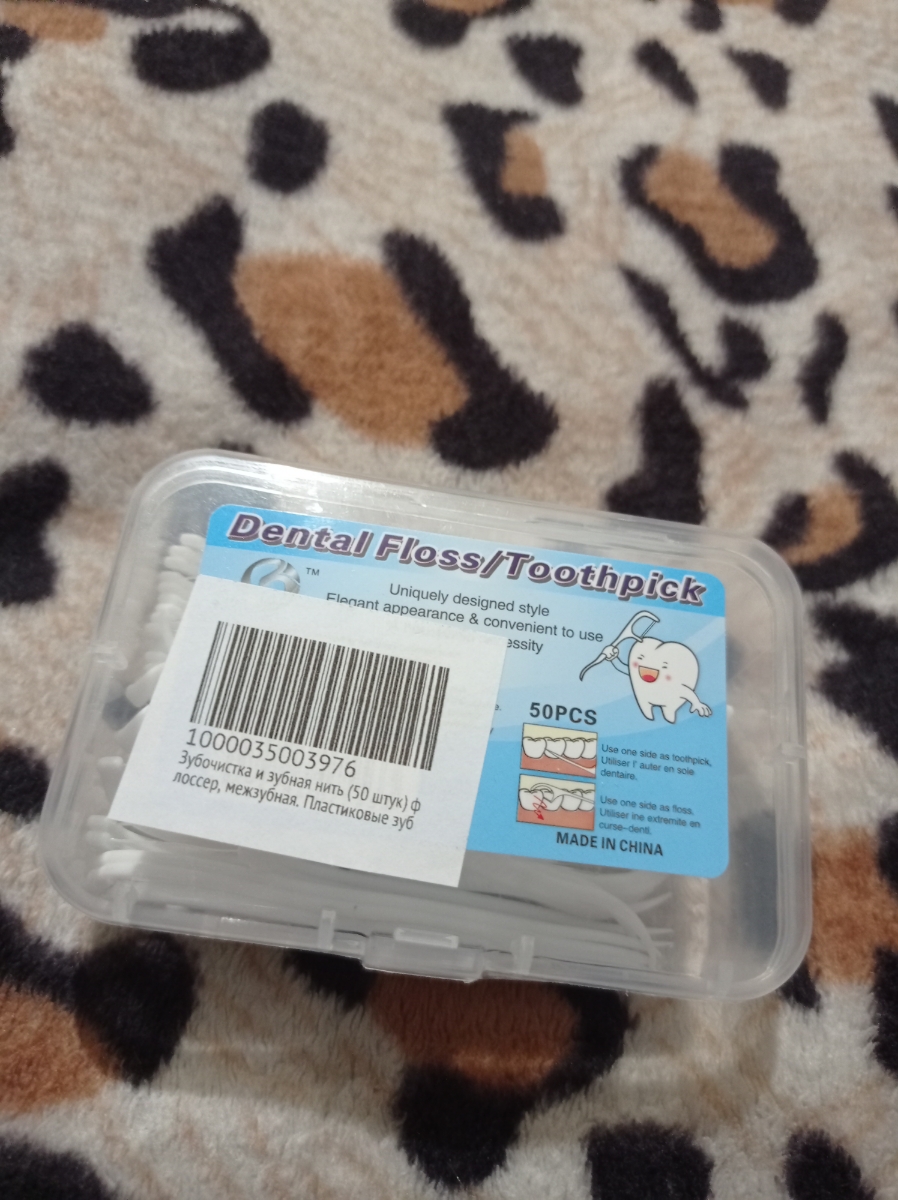 Dental Floss/Toothpick
TM
Uniquely designed style
Elegant appearance & convenient to use
essity
e.
y
50PCS
Use one side as toothpick,
Utiliser l' auter en soie
dentaire.
Use one side as floss,
Utiliser ine extremite en
curse-denti.
MADE IN CHINA
1000035003976
Зубочистка и зубная нить (50 штук) ф
лоссер, межзубная. Пластиковые зуб